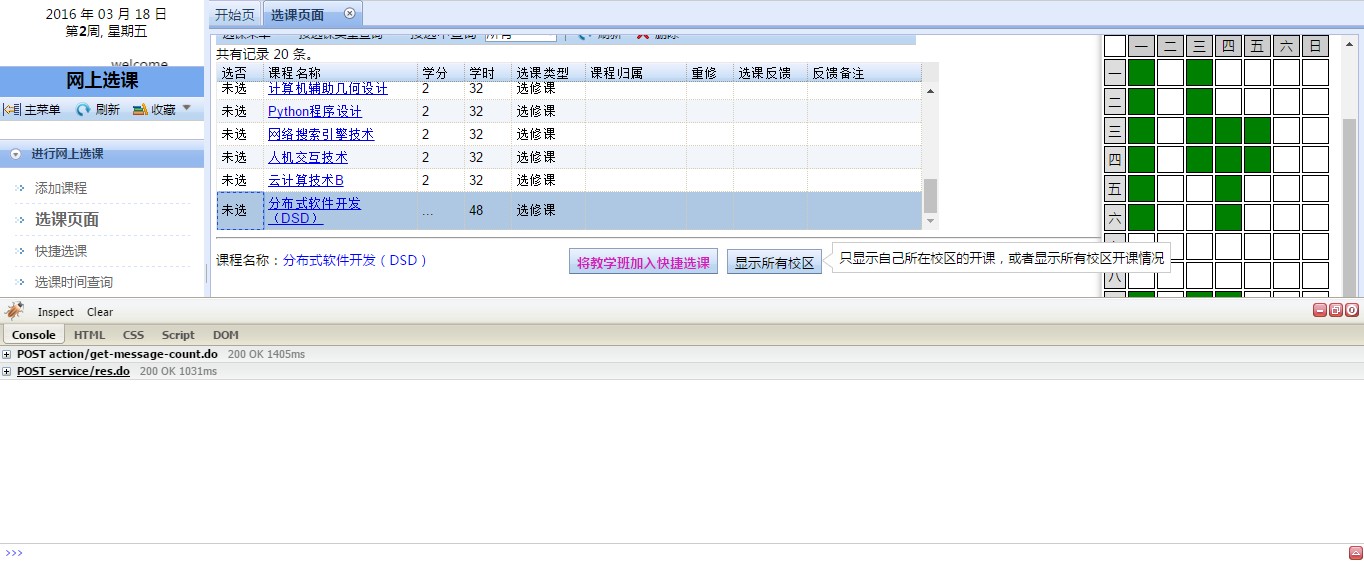 2016 年 03 月 18 日
第2周, 星期五
welcome
网上选课
主菜单 刷新 收藏
进行网上选课
添加课程
选课页面
快捷选课
选课时间查询
开始页 选课页面
共有记录 20 条。
选否 课程名称 学分 学时 选课类型 课程归属 重修 选课反馈 反馈备注
未选 计算机辅助几何设计 2 32 选修课
未选 Python程序设计 2 32 选修课
未选 网络搜索引擎技术 2 32 选修课
未选 人机交互技术 2 32 选修课
未选 云计算技术B 2 32 选修课
未选 分布式软件开发
（DSD） ... 48 选修课
课程名称：分布式软件开发（DSD） 将教学班加入快捷选课 显示所有校区 只显示自己所在校区的开课，或者显示所有校区开课情况
一 二 三 四 五 六 日
一
二
三
四
五
六
八
Inspect Clear
Console HTML CSS Script DOM
POST action/get-message-count.do 200 OK 1405ms
POST service/res.do 200 OK 1031ms
>>>